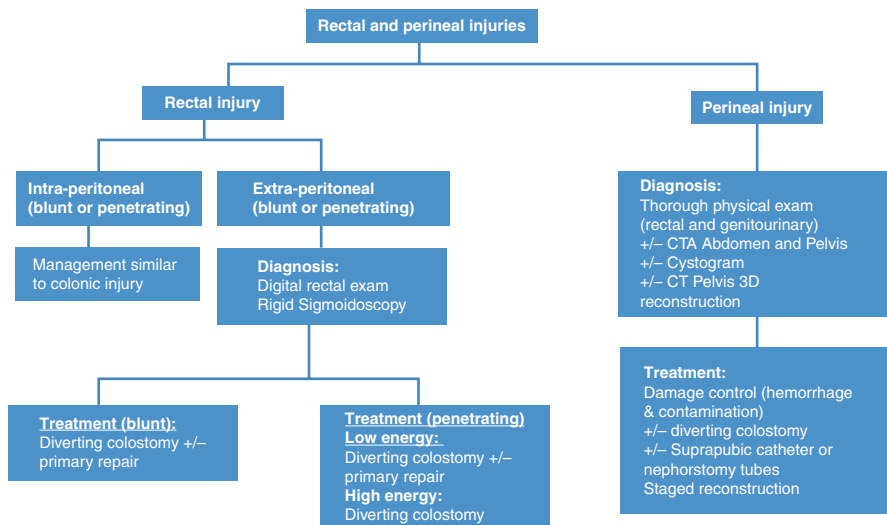 Rectal and perineal injuries
Rectal injury
Perineal injury
Intra-peritoneal
(blunt or penetrating)
Extra-peritoneal
(blunt or penetrating)
Management similar
to colonic injury
Diagnosis:
Digital rectal exam
Rigid Sigmoidoscopy
Diagnosis:
Thorough physical exam
(rectal and genitourinary)
+/– CTA Abdomen and Pelvis
+/– Cystogram
+/– CT Pelvis 3D
reconstruction
Treatment (blunt):
Diverting colostomy +/–
primary repair
Treatment (penetrating)
Low energy:
Diverting colostomy +/–
primary repair
High energy:
Diverting colostomy
Treatment:
Damage control (hemorrhage
& contamination)
+/– diverting colostomy
+/– Suprapubic catheter or
nephorstomy tubes
Staged reconstruction